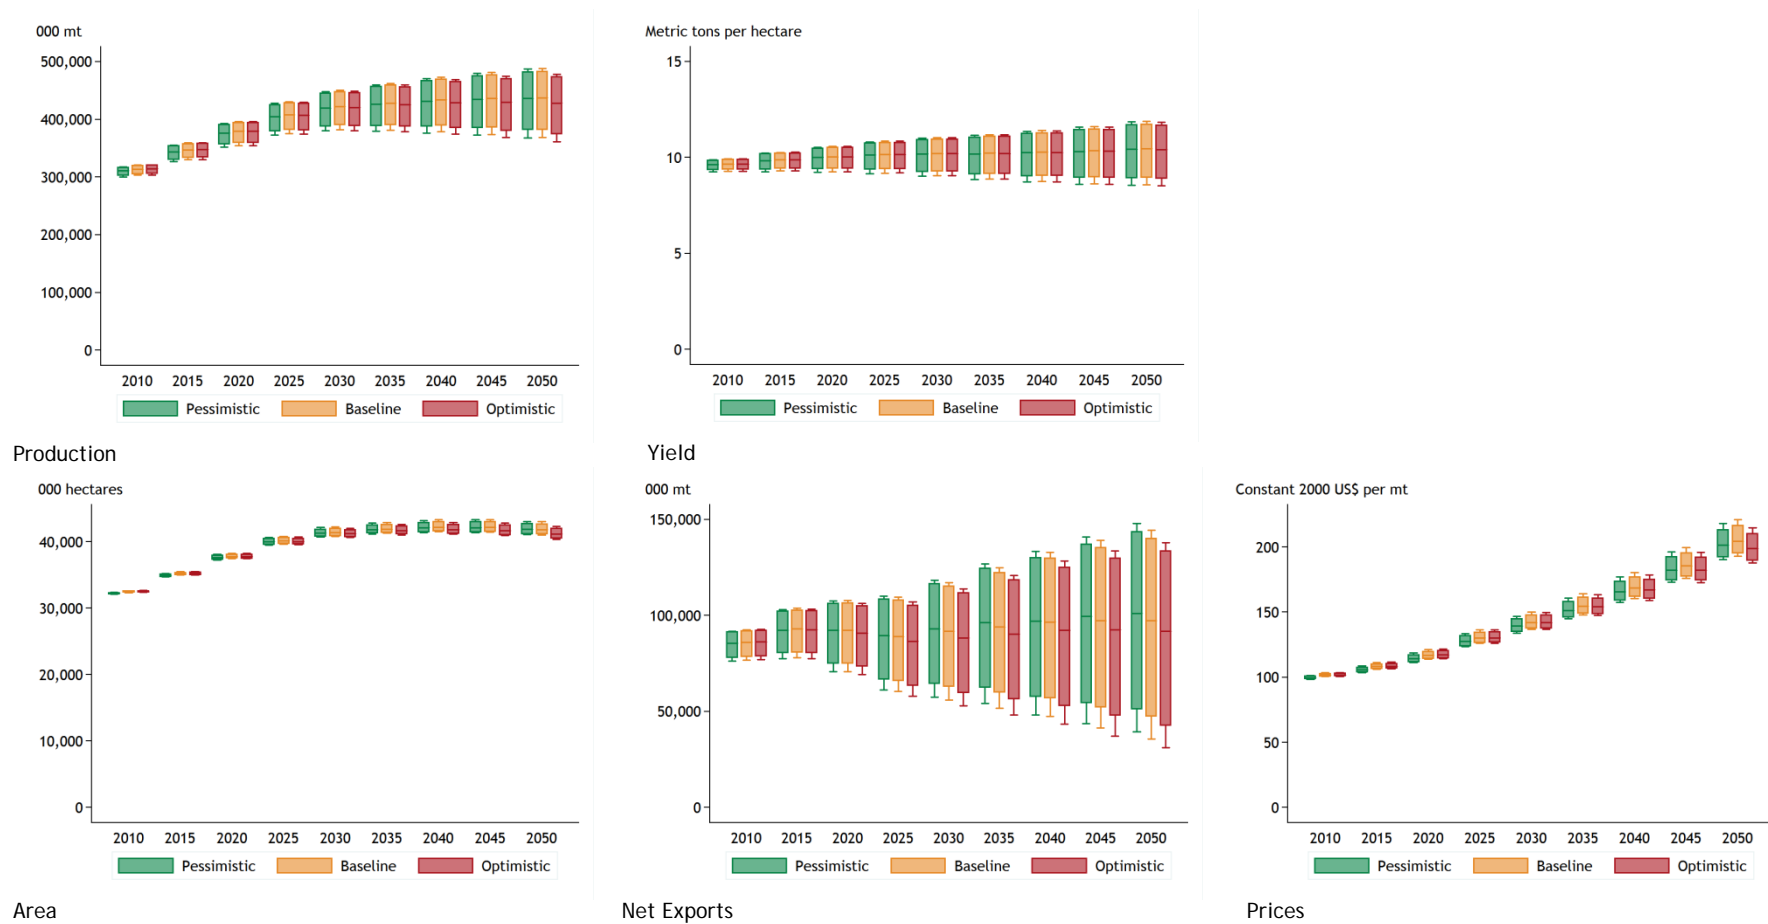 000 mt
500,000
400,000
300,000
200,000
100,000
0
2010 2015 2020 2025 2030 2035 2040 2045 2050
Pessimistic Baseline Optimistic
Production
Metric tons per hectare
15
10
5
0
2010 2015 2020 2025 2030 2035 2040 2045 2050
Pessimistic Baseline Optimistic
Yield
000 hectares
40,000
30,000
20,000
10,000
0
2010 2015 2020 2025 2030 2035 2040 2045 2050
Pessimistic Baseline Optimistic
Area
000 mt
150,000
100,000
50,000
0
2010 2015 2020 2025 2030 2035 2040 2045 2050
Pessimistic Baseline Optimistic
Net Exports
Constant 2000 US$ per mt
200
150
100
50
0
2010 2015 2020 2025 2030 2035 2040 2045 2050
Pessimistic Baseline Optimistic
Prices